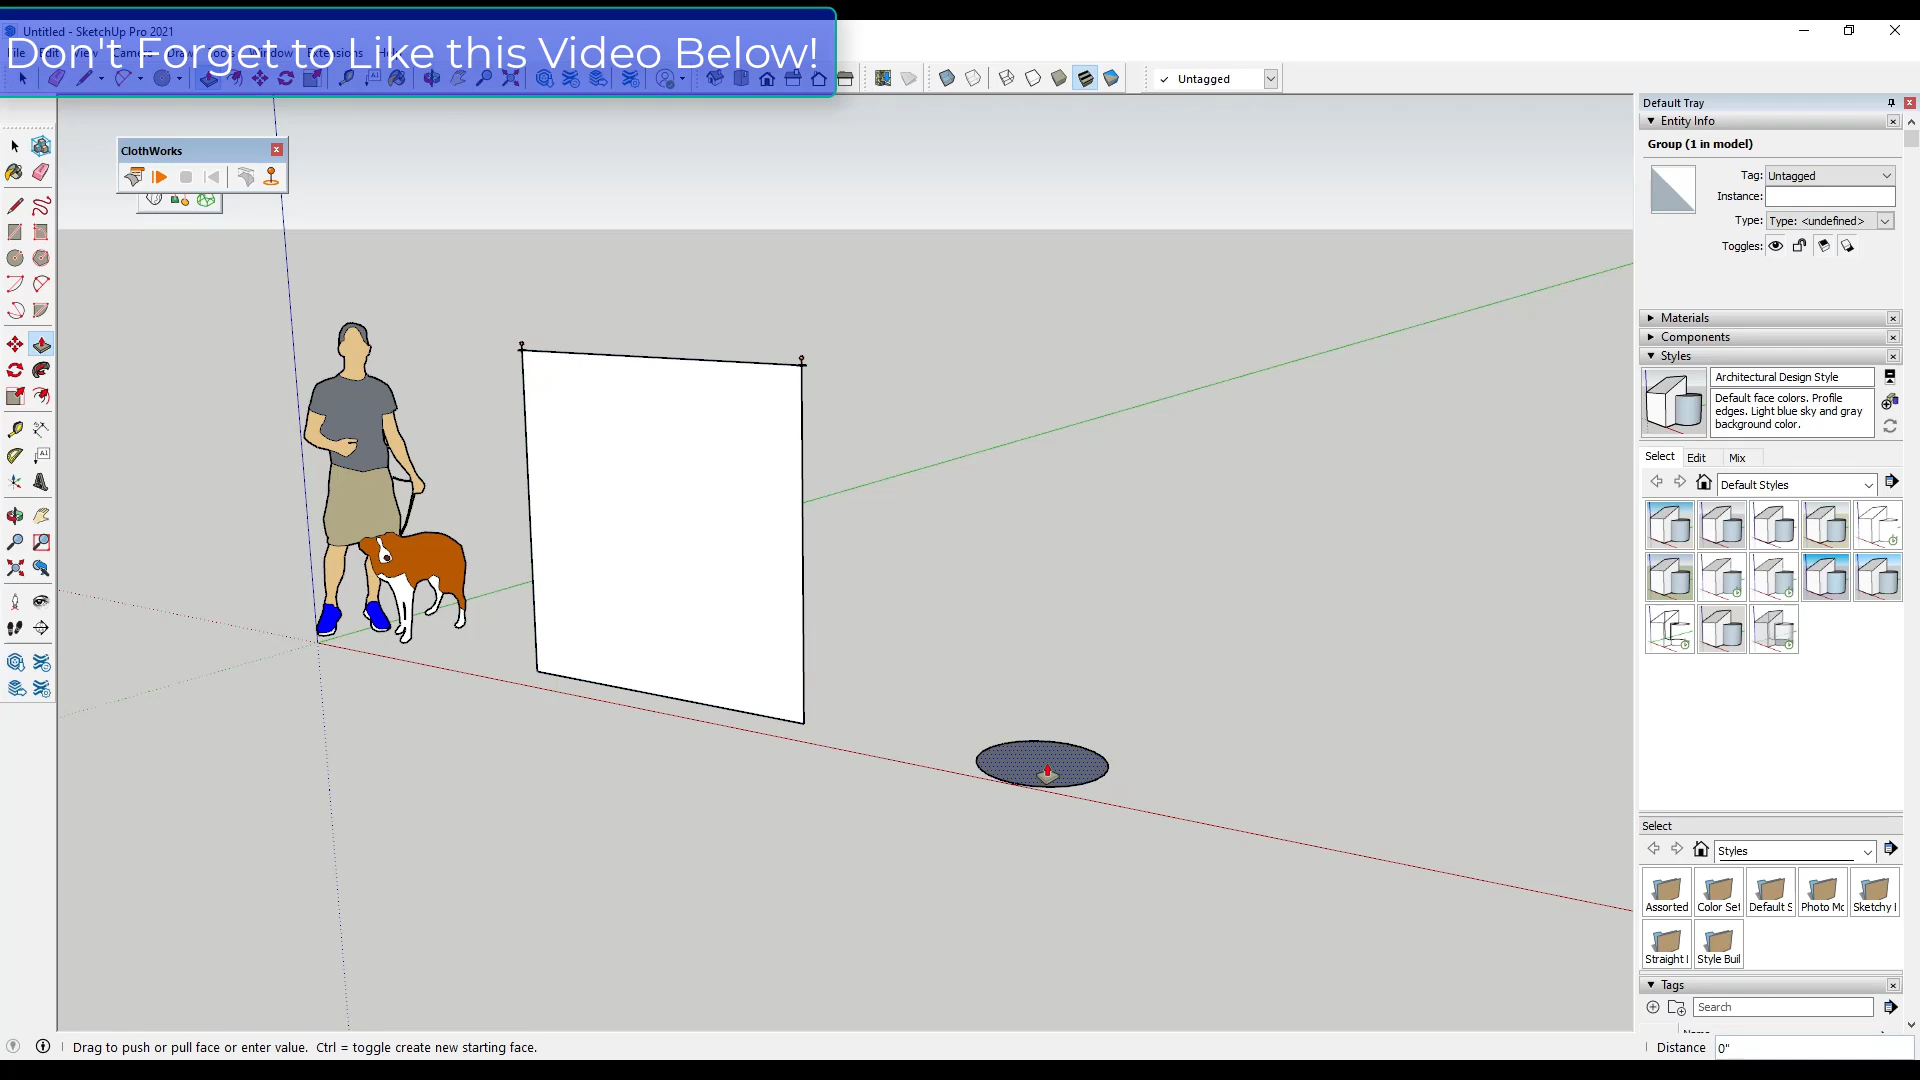 Untitled - SketchUp Pro 2021
Don't Forget to Like this Video Below!
Untagged
Default Tray
Entity Info
Group (1 in model)
Tag: Untagged
Instance:
Type: Type: <undefined>
Toggles:
Materials
Components
Styles
Architectural Design Style
Default face colors. Profile
edges. Light blue sky and gray
background color.
Select Edit Mix
Default Styles
Select
Styles
Assorted Color Set Default S Photo Mo Sketchy
Straight Style Buil
Tags
Search
ClothWorks
Drag to push or pull face or enter value. Ctrl = toggle create new starting face.
Distance 0"